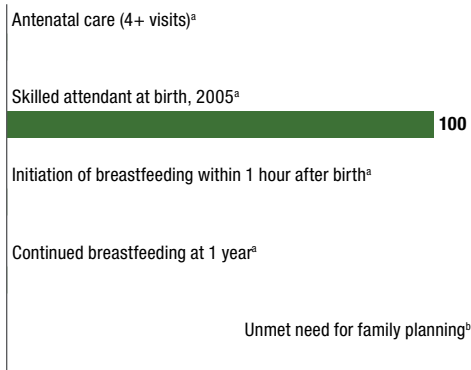 Antenatal care (4+ visits)ᵃ
Skilled attendant at birth, 2005ᵃ
100
Initiation of breastfeeding within 1 hour after birthᵃ
Continued breastfeeding at 1 yearᵃ
Unmet need for family planningᵇ